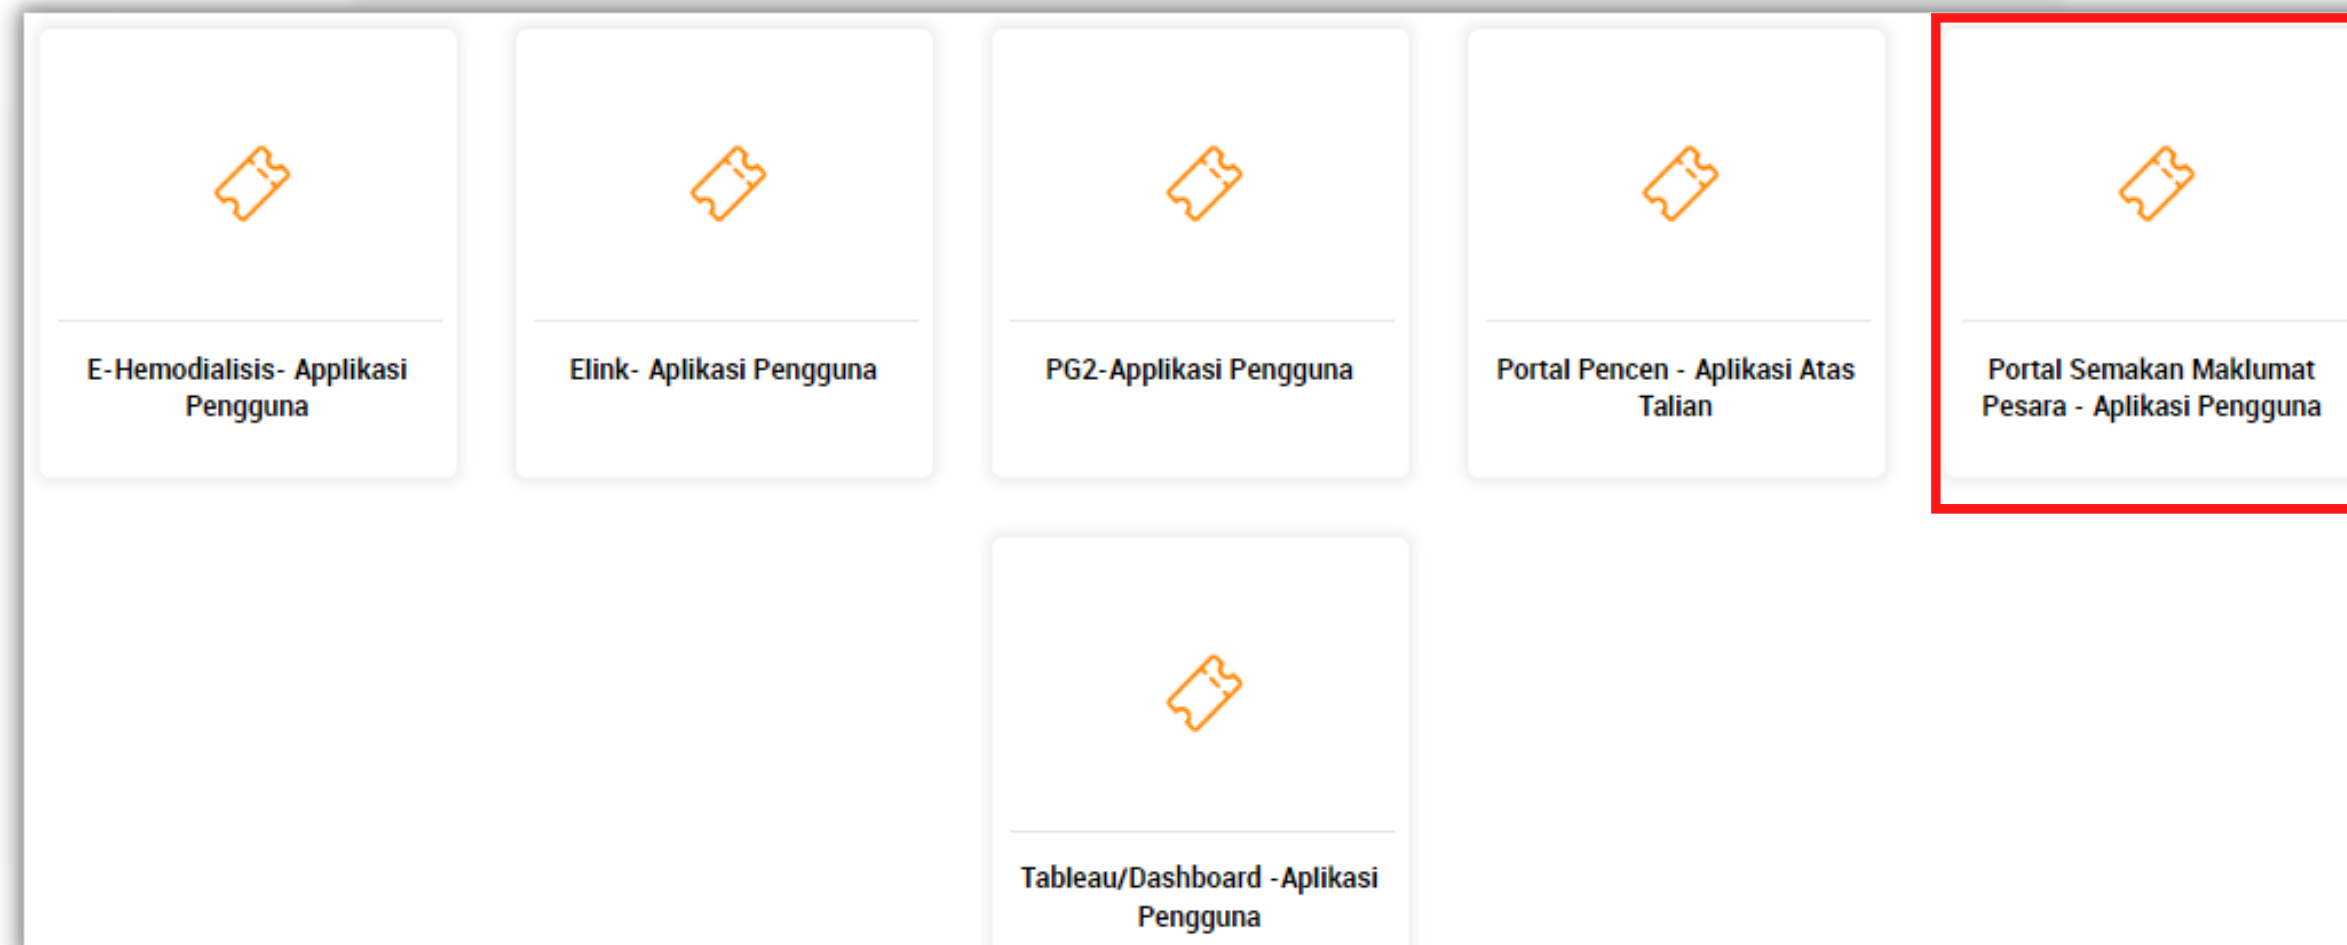 E-Hemodialisis- Applikasi
Pengguna
Elink- Aplikasi Pengguna
PG2-Applikasi Pengguna
Portal Pencen - Aplikasi Atas
Talian
Portal Semakan Maklumat
Pesara - Aplikasi Pengguna
Tableau/Dashboard -Aplikasi
Pengguna